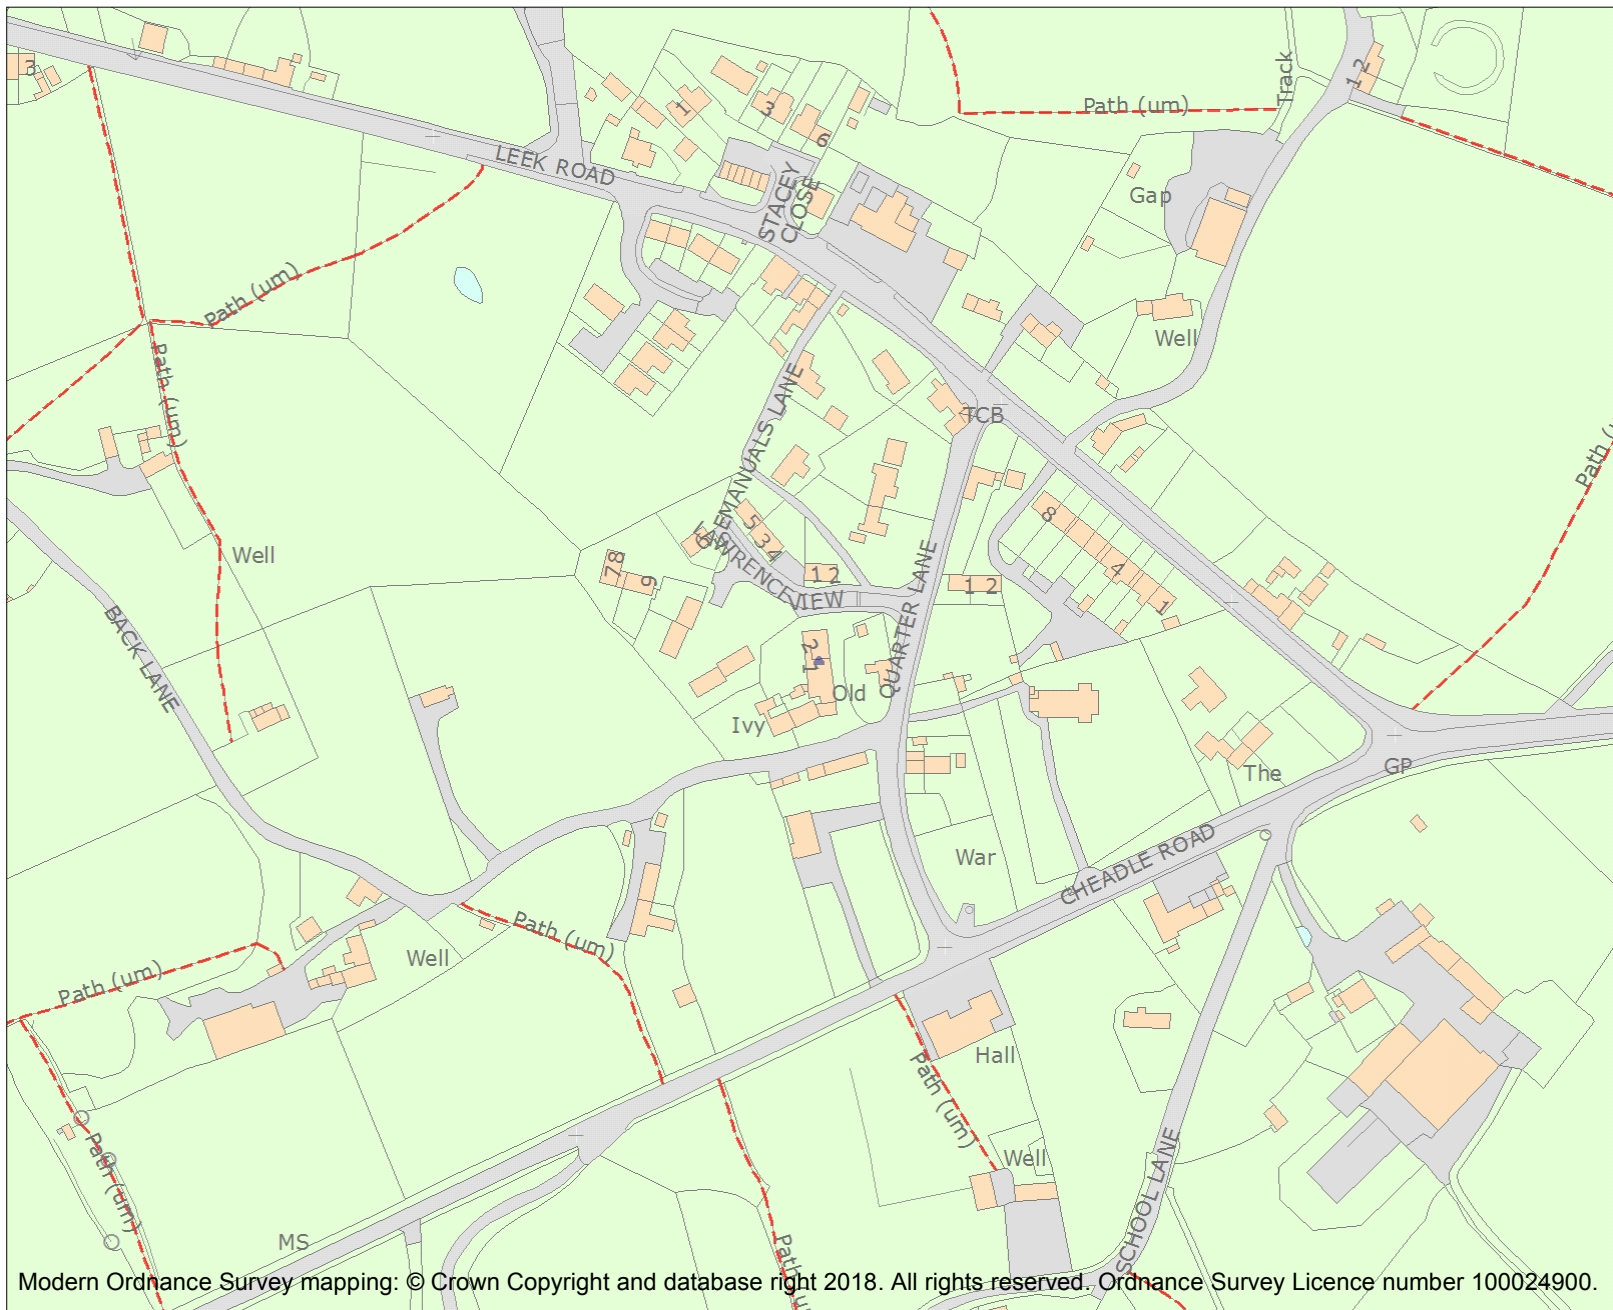 3
1
3
6
1 2
Track
Path (um)
LEEK ROAD
STACEY
CLOSE
Gap
Path (um)
Well
Path (um)
EMANUALS LANE
TCB
8
4
1
5
3 4
6
LAWRENCE VIEW
1 2
7 8
9
1 2
Well
BACK LANE
QUARTER LANE
2
1
Old
Ivy
The
GP
War
CHEADLE ROAD
Path (um)
Well
Path (um)
Hall
Path (um)
Path (um)
Well
SCHOOL LANE
MS
Modern Ordnance Survey mapping: © Crown Copyright and database right 2018. All rights reserved. Ordnance Survey Licence number 100024900.